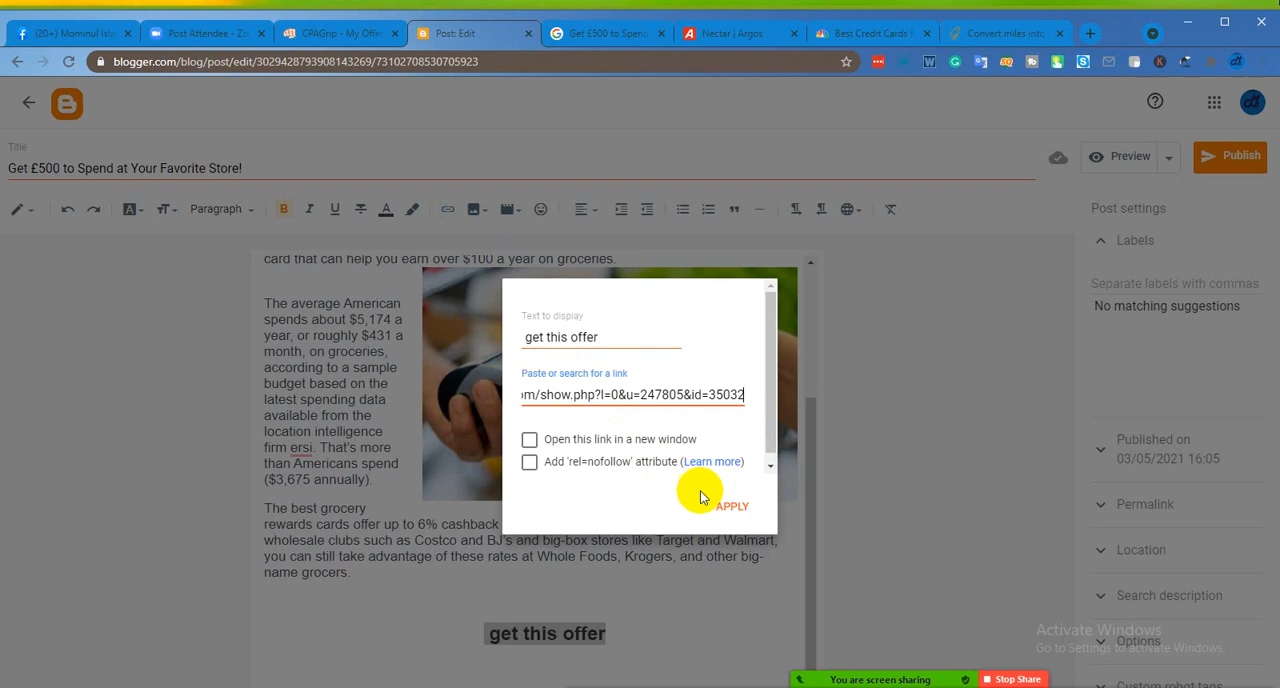 (20+) Mominul Isla
Post Attendee - Zo
CPAGrip - My Offe
Post: Edit
Get £500 to Spend
Nectar | Argos
Best Credit Cards f
Convert miles into
blogger.com/blog/post/edit/3029428793908143269/73102708530705923
Title
Get £500 to Spend at Your Favorite Store!
Preview
Publish
Paragraph
B
Post settings
Labels
Separate labels with commas
No matching suggestions
Published on
03/05/2021 16:05
Permalink
Location
Search description
Options
Custom robot tags
card that can help you earn over $100 a year on groceries.
The average American
spends about $5,174 a
year, or roughly $431 a
month, on groceries,
according to a sample
budget based on the
latest spending data
available from the
location intelligence
firm ersi. That's more
than Americans spend
($3,675 annually).
The best grocery
rewards cards offer up to 6% cashback
wholesale clubs such as Costco and BJ's and big-box stores like Target and Walmart,
you can still take advantage of these rates at Whole Foods, Krogers, and other big-
name grocers.
get this offer
Text to display
get this offer
Paste or search for a link
om/show.php?l=0&u=247805&id=35032
Open this link in a new window
Add 'rel=nofollow' attribute (Learn more)
APPLY
Activate Windows
Go to Settings to activate Windows.
You are screen sharing
Stop Share